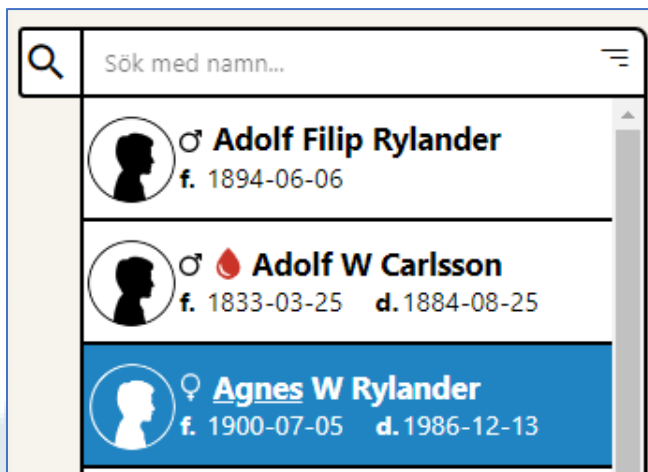 Sök med namn...
♂ Adolf Filip Rylander
f. 1894-06-06
♂ Adolf W Carlsson
f. 1833-03-25 d. 1884-08-25
♀ Agnes W Rylander
f. 1900-07-05 d. 1986-12-13